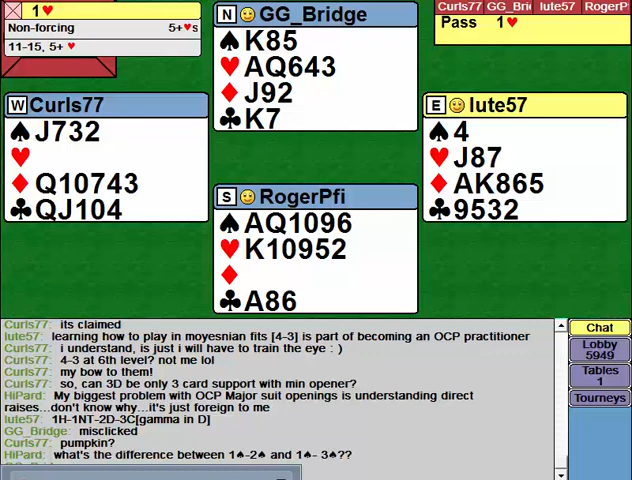 1♥
Non-forcing 5+♥s
11-15, 5+ ♥
Curls77 GG_Bri lute57 RogerP
Pass 1♥
N GG_Bridge
♠ K85
♥ AQ643
♦ J92
♣ K7
W Curls77
♠ J732
♥
♦ Q10743
♣ QJ104
E lute57
♠ 4
♥ J87
♦ AK865
♣ 9532
S RogerPfi
♠ AQ1096
♥ K10952
♦
♣ A86
Curls77: its claimed
lute57: learning how to play in moyesnian fits [4-3] is part of becoming an OCP practitioner
Curls77: i understand, is just i will have to train the eye : )
Curls77: 4-3 at 6th level? not me lol
Curls77: my bow to them!
Curls77: so, can 3D be only 3 card support with min opener?
HiPard: My biggest problem with OCP Major suit openings is understanding direct
raises...don't know why...it's just foreign to me
lute57: 1H-1NT-2D-3C[gamma in D]
GG_Bridge: misclicked
Curls77: pumpkin?
HiPard: what's the difference between 1♠-2♠ and 1♠- 3♠??
Chat
Lobby
5949
Tables
1
Tourneys